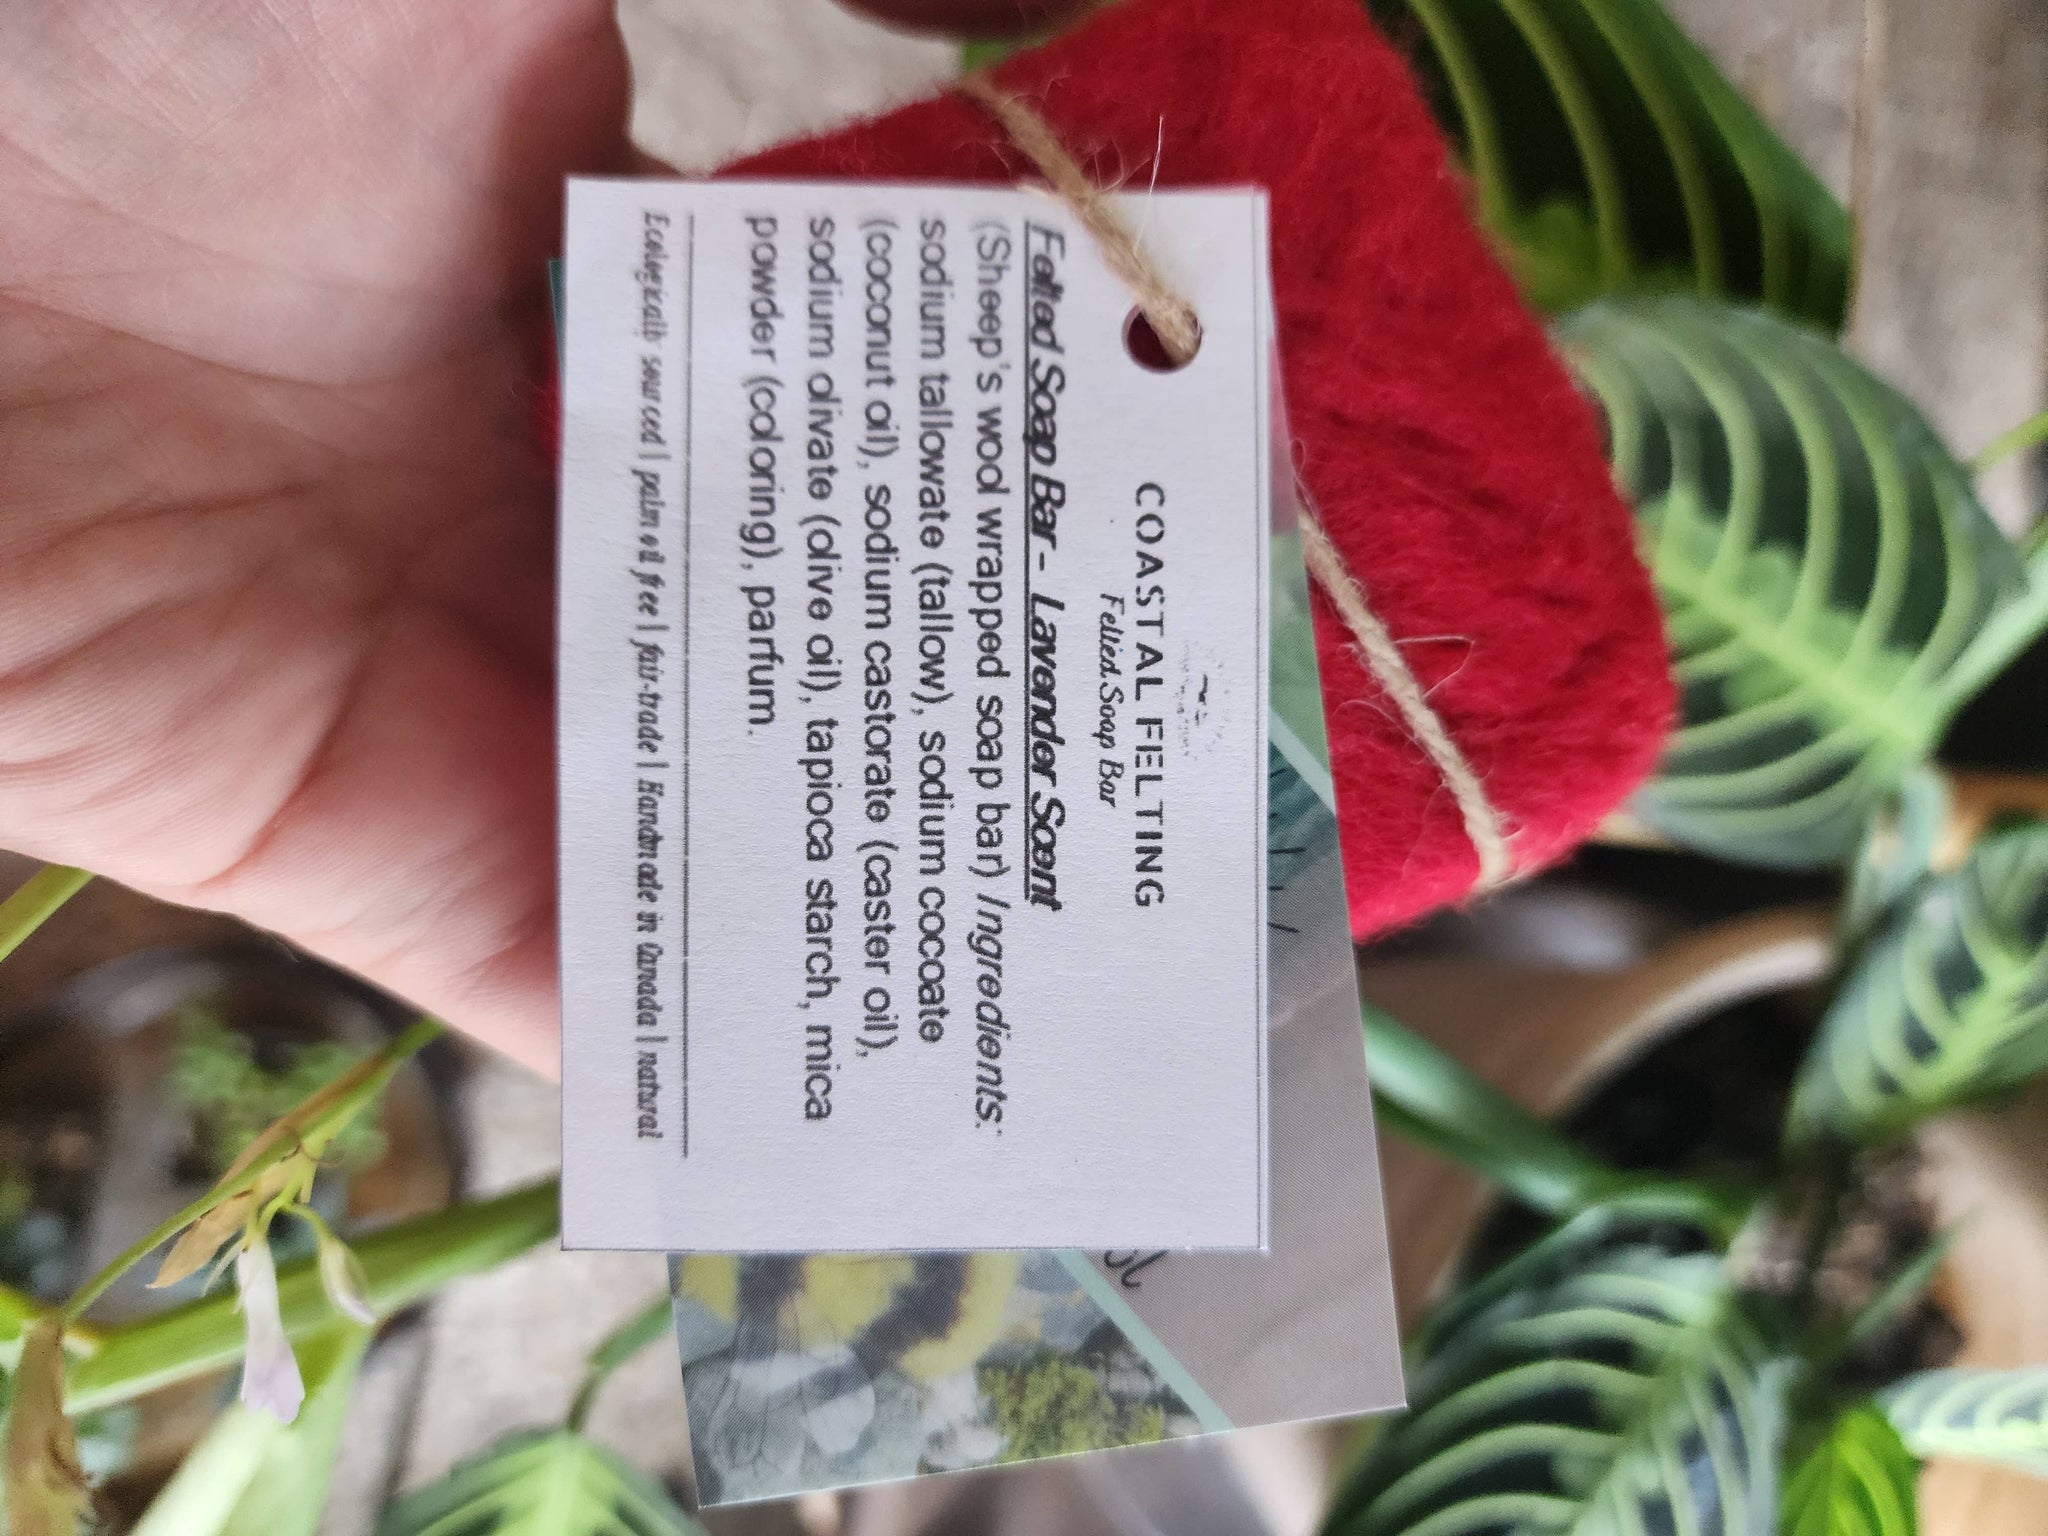 COASTAL FELTING
Felted Soap Bar
Felted Soap Bar - Lavender Scent
(Sheep's wool wrapped soap bar) Ingredients:
sodium tallowate (tallow), sodium cocoate
(coconut oil), sodium castorate (caster oil),
sodium olivate (olive oil), tapioca starch, mica
powder (coloring), parfum.
Ecologically sourced | palm oil free | fair-trade | Handmade in Canada | natural